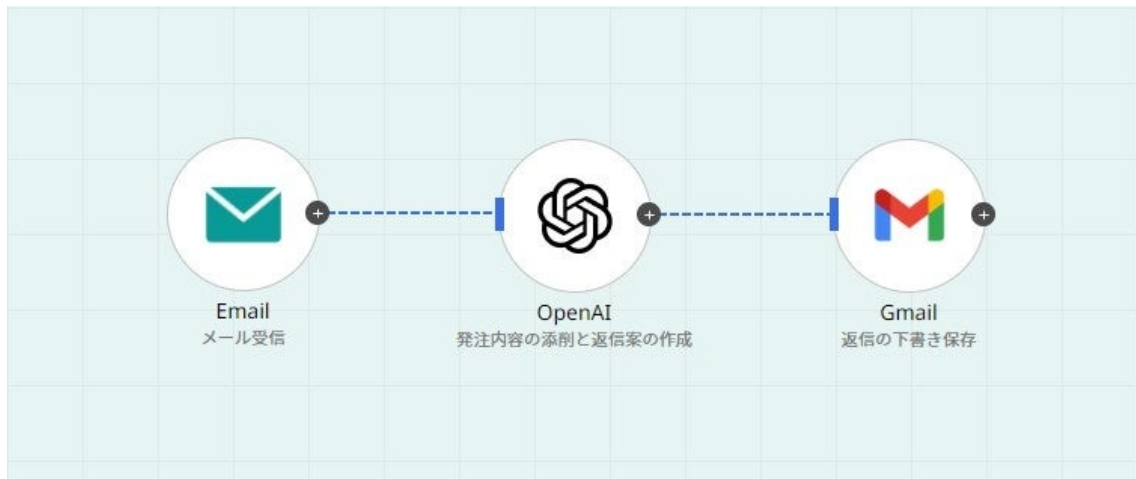 Email
メール受信
OpenAI
発注内容の添削と返信案の作成
Gmail
返信の下書き保存